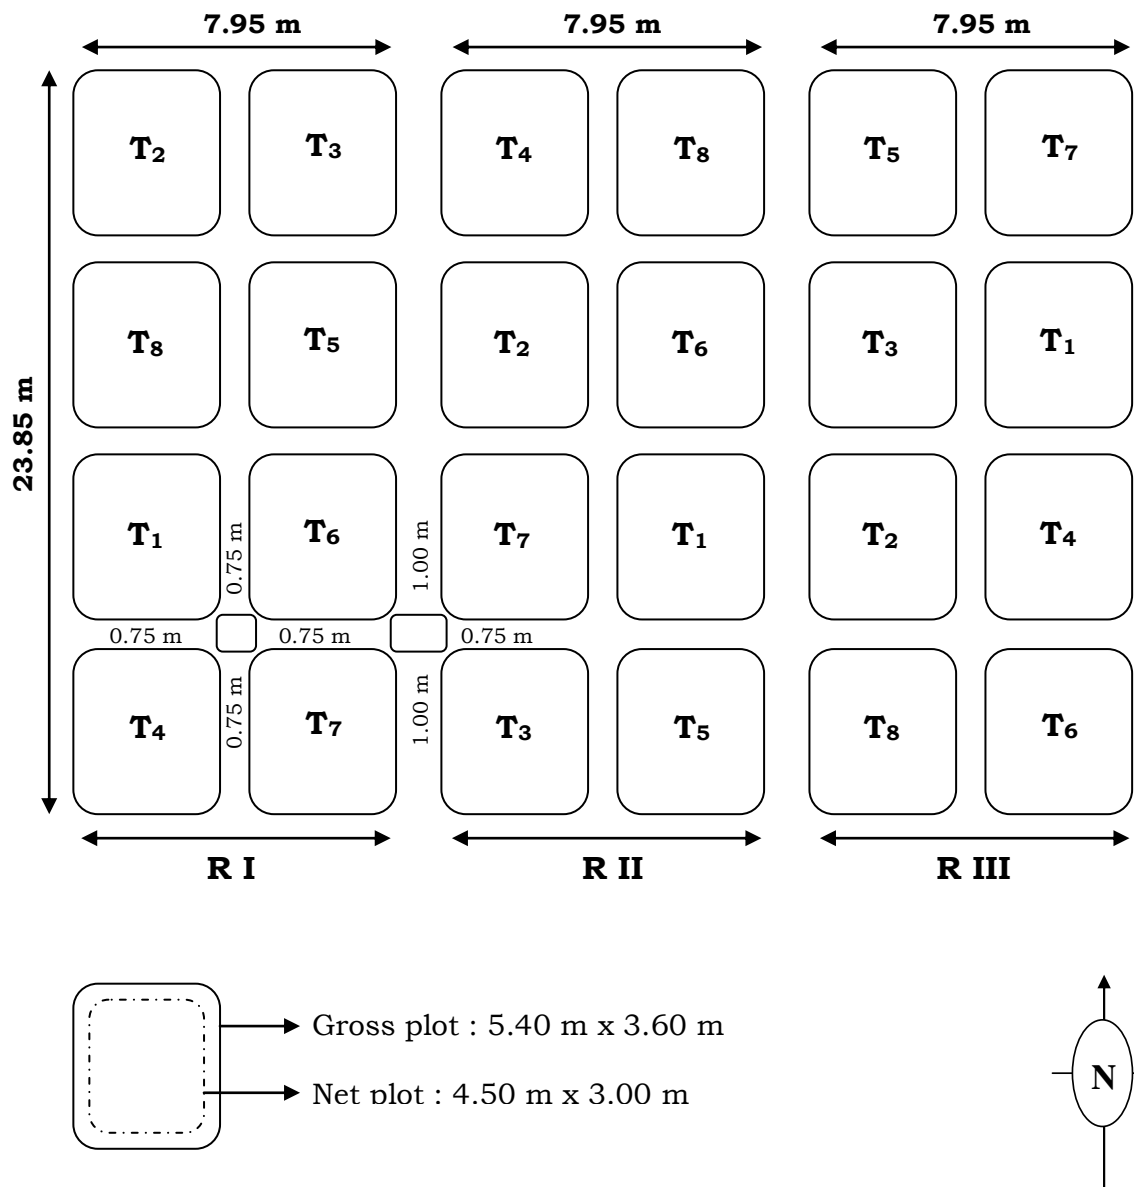 7.95 m 7.95 m 7.95 m
23.85 m
T₂ T₃ T₄ T₈ T₅ T₇
T₈ T₅ T₂ T₆ T₃ T₁
T₁ T₆ T₇ T₁ T₂ T₄
0.75 m 1.00 m
0.75 m 0.75 m 0.75 m
0.75 m 1.00 m
T₄ T₇ T₃ T₅ T₈ T₆
R I R II R III
Gross plot : 5.40 m x 3.60 m
Net plot : 4.50 m x 3.00 m
N